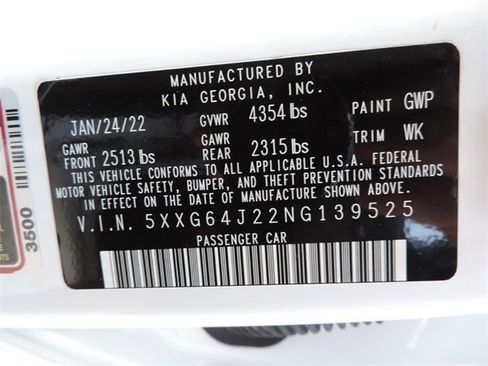 MANUFACTURED BY
KIA GEORGIA, INC.
JAN/24/22 GVWR 4354 lbs PAINT GWP
GAWR FRONT 2513 lbs GAWR REAR 2315 lbs TRIM WK
THIS VEHICLE CONFORMS TO ALL APPLICABLE U.S.A. FEDERAL
MOTOR VEHICLE SAFETY, BUMPER, AND THEFT PREVENTION STANDARDS
IN EFFECT ON THE DATE OF MANUFACTURE SHOWN ABOVE.
V.I.N. 5XXG64J22NG139525
PASSENGER CAR
3500